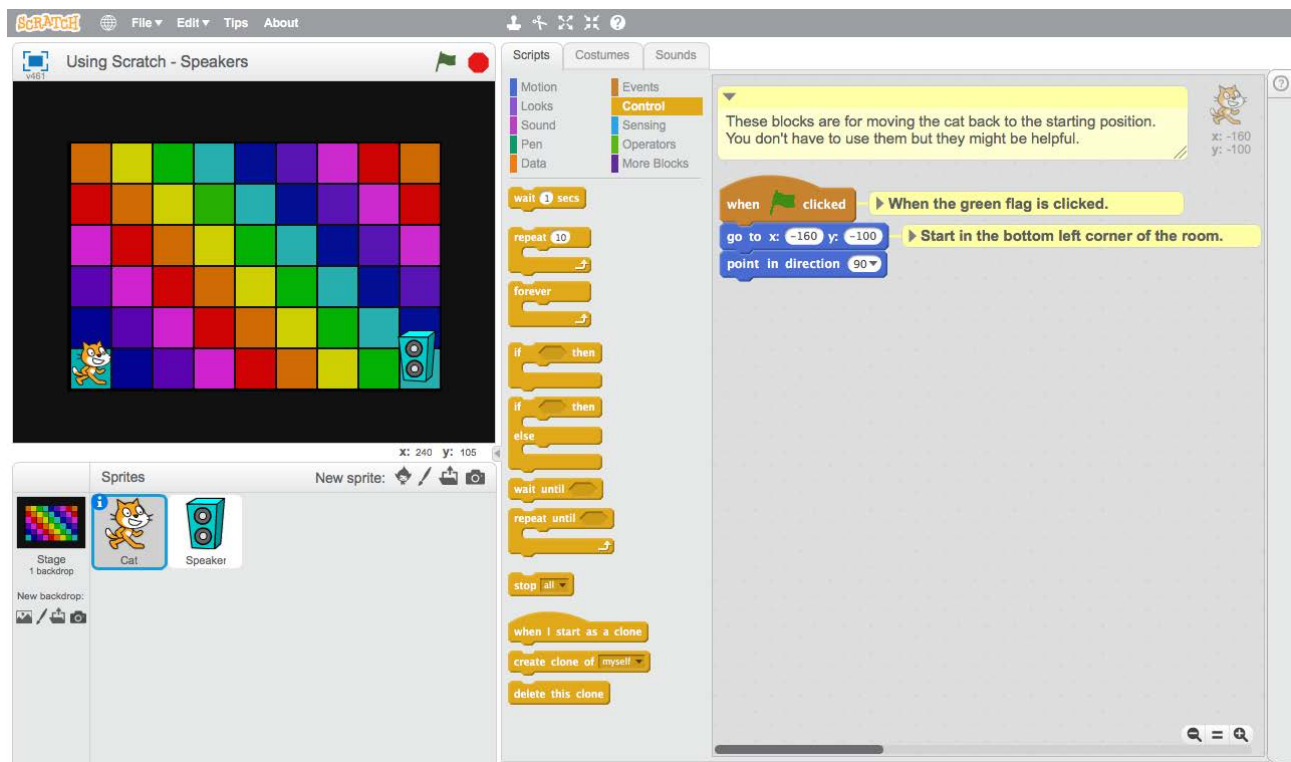 SCRATCH File▾ Edit▾ Tips About
v461 Using Scratch - Speakers
x: 240 y: 105
Sprites New sprite:
Stage
1 backdrop
New backdrop:
Cat
Speaker
Scripts Costumes Sounds
Motion Events
Looks Control
Sound Sensing
Pen Operators
Data More Blocks
wait 1 secs
repeat 10
forever
if then
if then
else
wait until
repeat until
stop all
when I start as a clone
create clone of myself
delete this clone
These blocks are for moving the cat back to the starting position.
You don't have to use them but they might be helpful.
x: -160
y: -100
when clicked When the green flag is clicked.
go to x: -160 y: -100 Start in the bottom left corner of the room.
point in direction 90▾